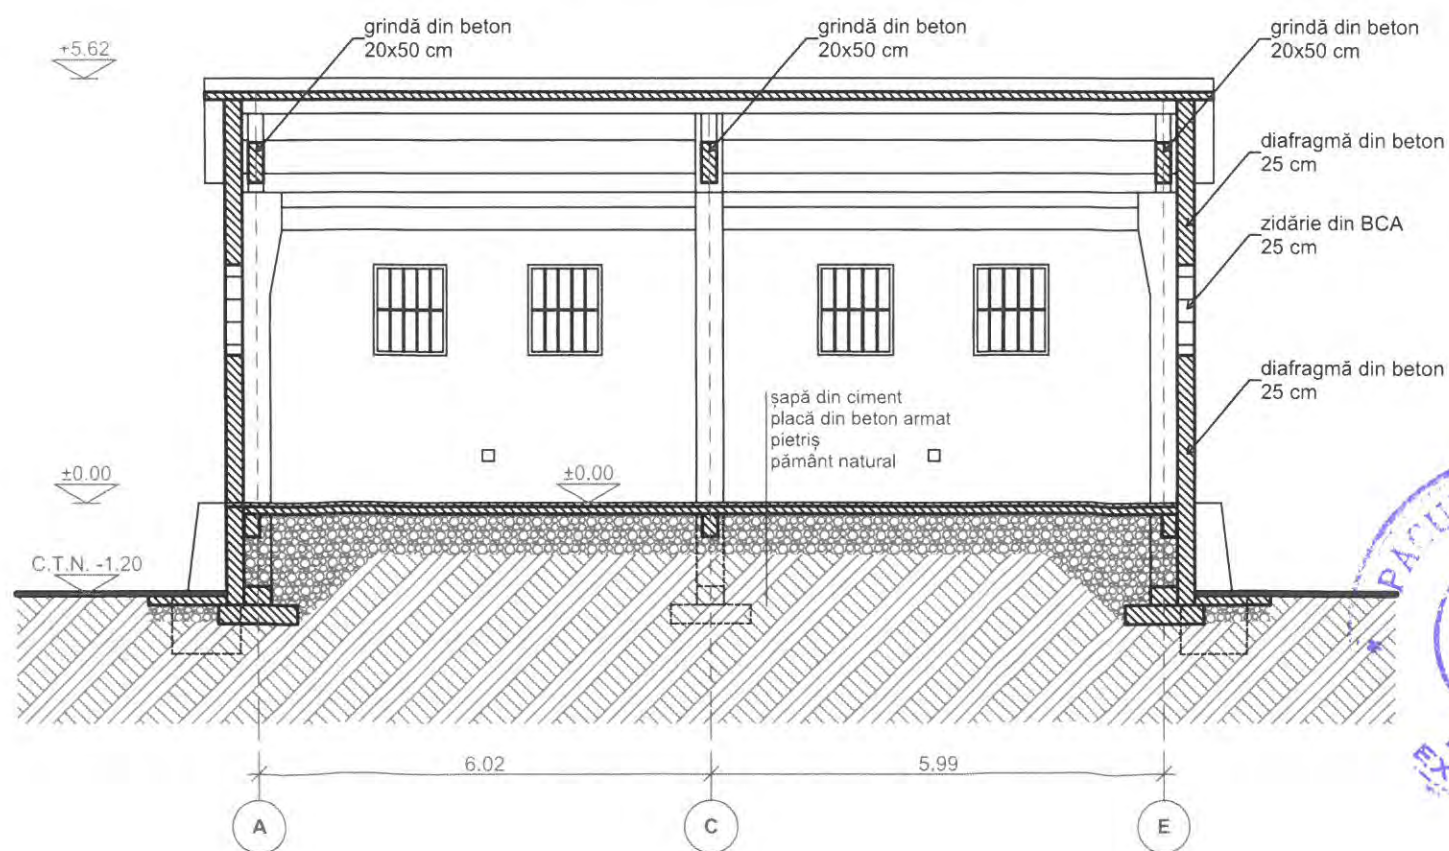 +5.62
grindă din beton
20x50 cm
grindă din beton
20x50 cm
grindă din beton
20x50 cm
diafragmă din beton
25 cm
zidărie din BCA
25 cm
diafragmă din beton
25 cm
șapă din ciment
placă din beton armat
pietriș
pământ natural
±0.00
±0.00
C.T.N. -1.20
6.02
5.99
A
C
E